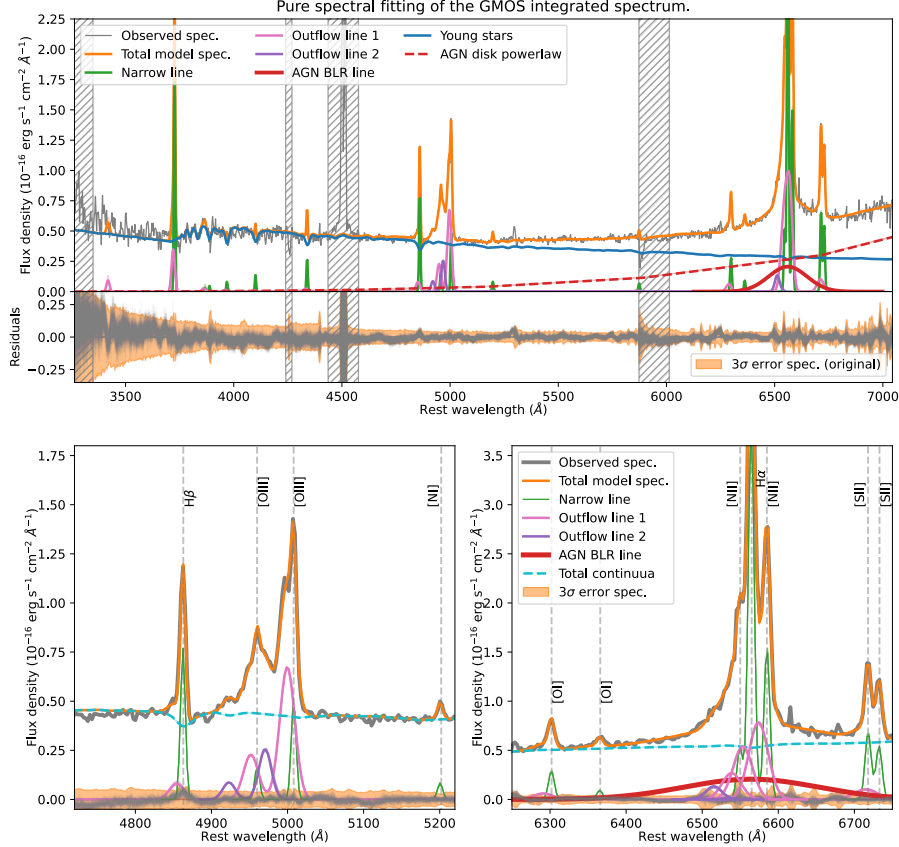 Pure spectral fitting of the GMOS integrated spectrum.
Observed spec.
Total model spec.
Narrow line
Outflow line 1
Outflow line 2
AGN BLR line
Young stars
AGN disk powerlaw
Flux density (10⁻¹⁶ erg s⁻¹ cm⁻² Å⁻¹)
2.25
2.00
1.75
1.50
1.25
1.00
0.75
0.50
0.25
0.00
Residuals
0.25
0.00
−0.25
3σ error spec. (original)
3500 4000 4500 5000 5500 6000 6500 7000
Rest wavelength (Å)
Flux density (10⁻¹⁶ erg s⁻¹ cm⁻² Å⁻¹)
1.75
1.50
1.25
1.00
0.75
0.50
0.25
0.00
Hβ
[OIII]
[OIII]
[NI]
4800 4900 5000 5100 5200
Rest wavelength (Å)
Flux density (10⁻¹⁶ erg s⁻¹ cm⁻² Å⁻¹)
3.5
3.0
2.5
2.0
1.5
1.0
0.5
0.0
Observed spec.
Total model spec.
Narrow line
Outflow line 1
Outflow line 2
AGN BLR line
Total continuua
3σ error spec.
[OI]
[OI]
[NII]
Hα
[NII]
[SII]
[SII]
6300 6400 6500 6600 6700
Rest wavelength (Å)